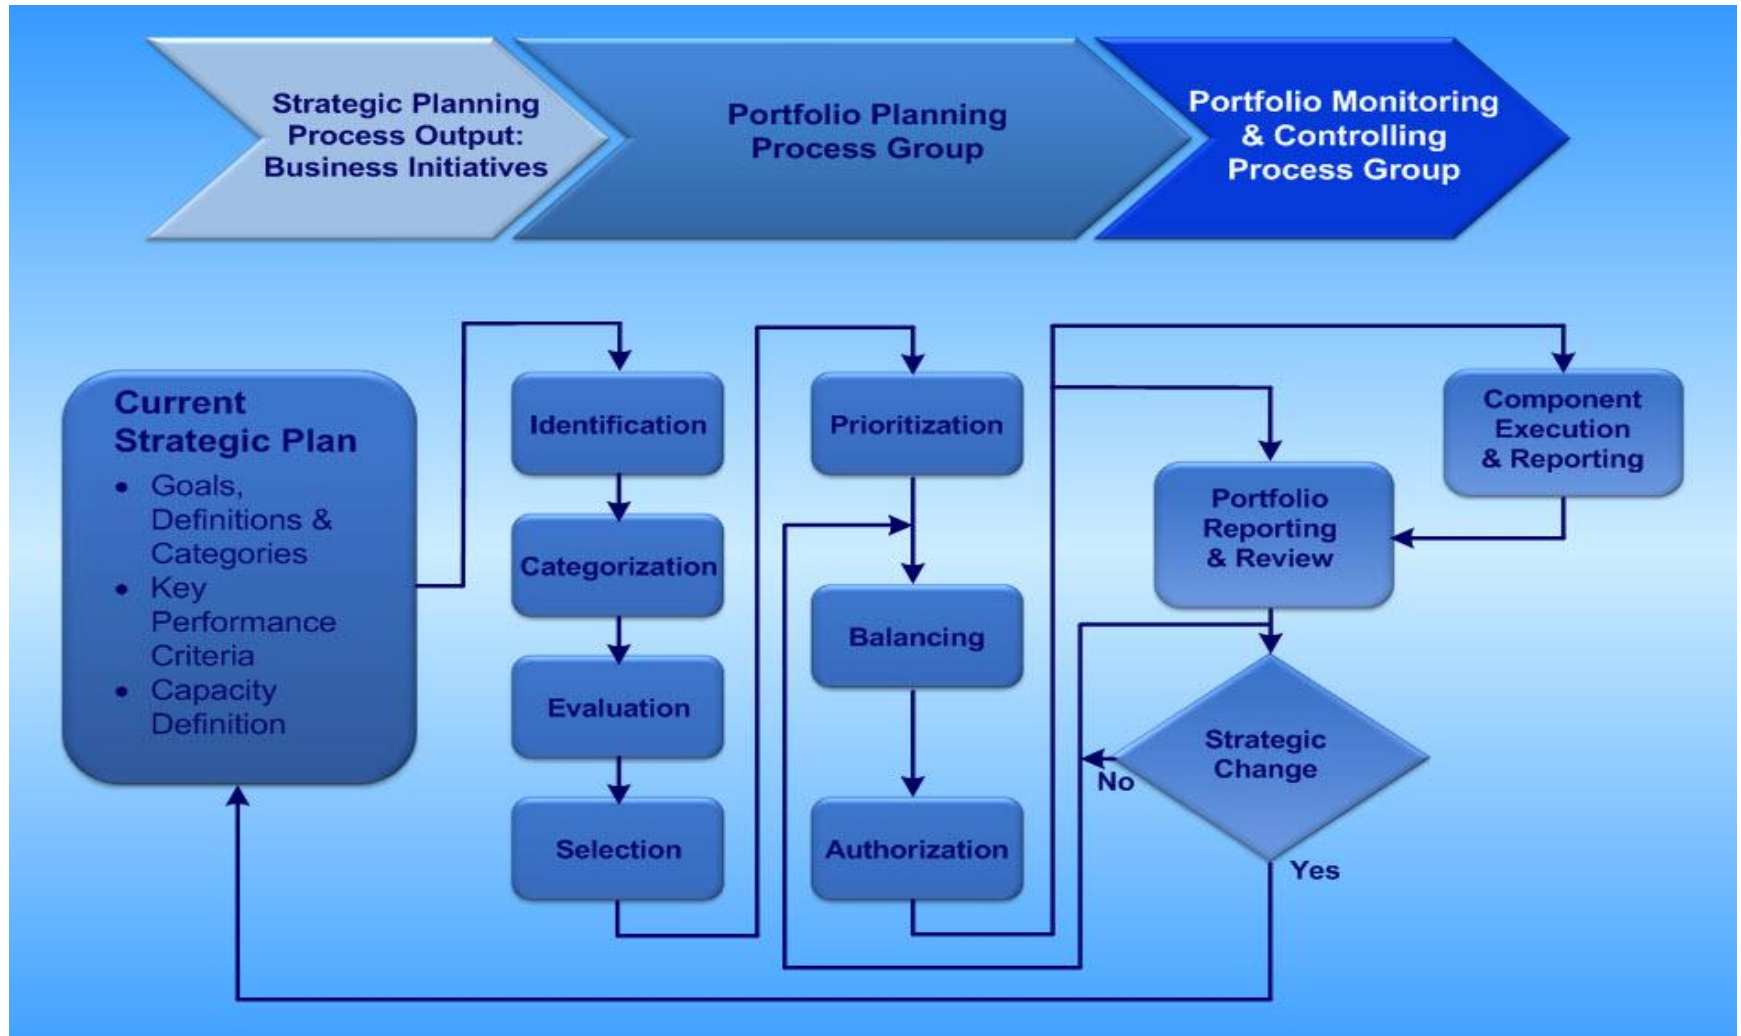 Strategic Planning
Process Output:
Business Initiatives
Portfolio Planning
Process Group
Portfolio Monitoring
& Controlling
Process Group
Current
Strategic Plan
• Goals,
Definitions &
Categories
• Key
Performance
Criteria
• Capacity
Definition
Identification
Categorization
Evaluation
Selection
Prioritization
Balancing
Authorization
Component
Execution
& Reporting
Portfolio
Reporting
& Review
Strategic
Change
No
Yes